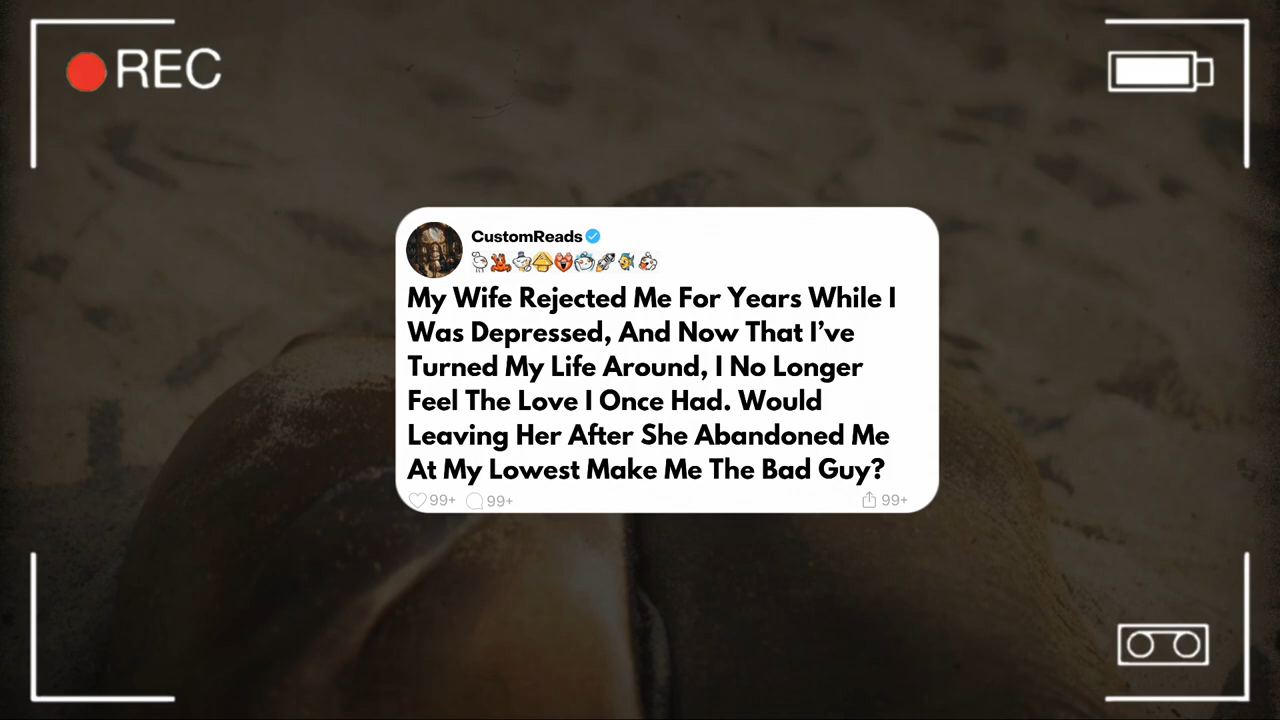 REC
CustomReads
My Wife Rejected Me For Years While I
Was Depressed, And Now That I’ve
Turned My Life Around, I No Longer
Feel The Love I Once Had. Would
Leaving Her After She Abandoned Me
At My Lowest Make Me The Bad Guy?
99+ 99+ 99+